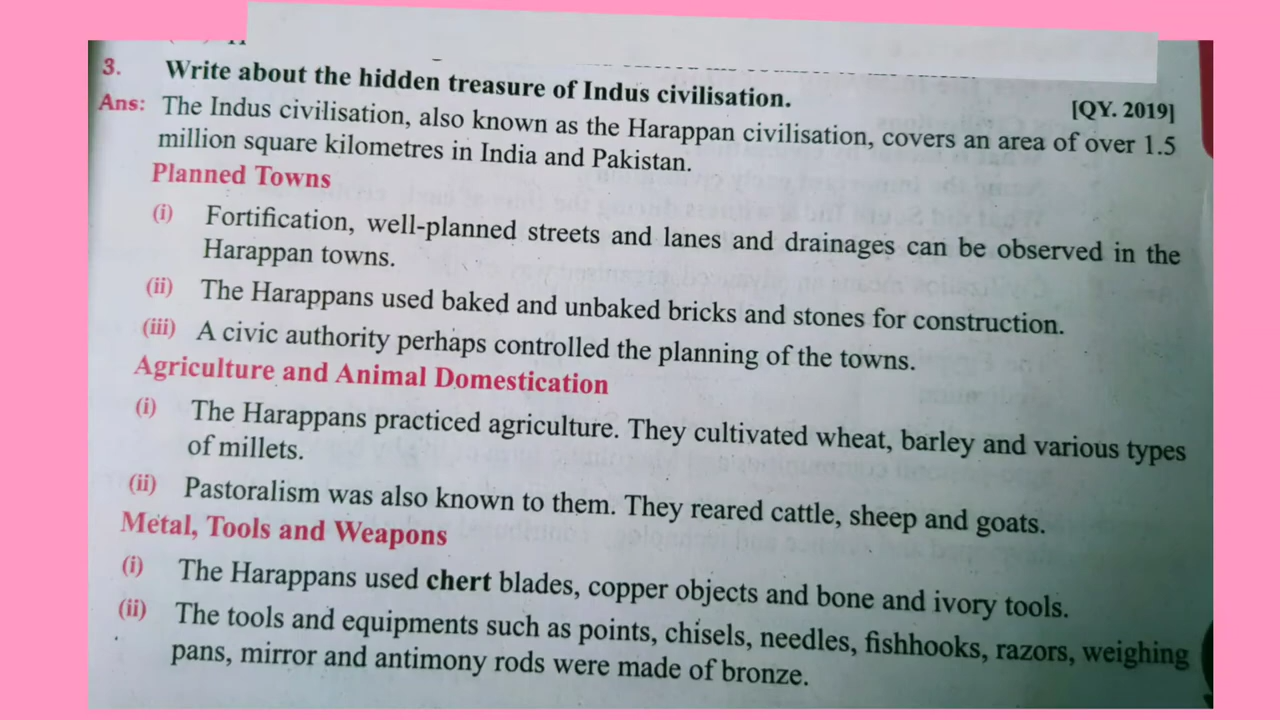 3. Write about the hidden treasure of Indus civilisation. [QY. 2019]
Ans: The Indus civilisation, also known as the Harappan civilisation, covers an area of over 1.5
million square kilometres in India and Pakistan.
Planned Towns
(i) Fortification, well-planned streets and lanes and drainages can be observed in the
Harappan towns.
(ii) The Harappans used baked and unbaked bricks and stones for construction.
(iii) A civic authority perhaps controlled the planning of the towns.
Agriculture and Animal Domestication
(i) The Harappans practiced agriculture. They cultivated wheat, barley and various types
of millets.
(ii) Pastoralism was also known to them. They reared cattle, sheep and goats.
Metal, Tools and Weapons
(i) The Harappans used chert blades, copper objects and bone and ivory tools.
(ii) The tools and equipments such as points, chisels, needles, fishhooks, razors, weighing
pans, mirror and antimony rods were made of bronze.